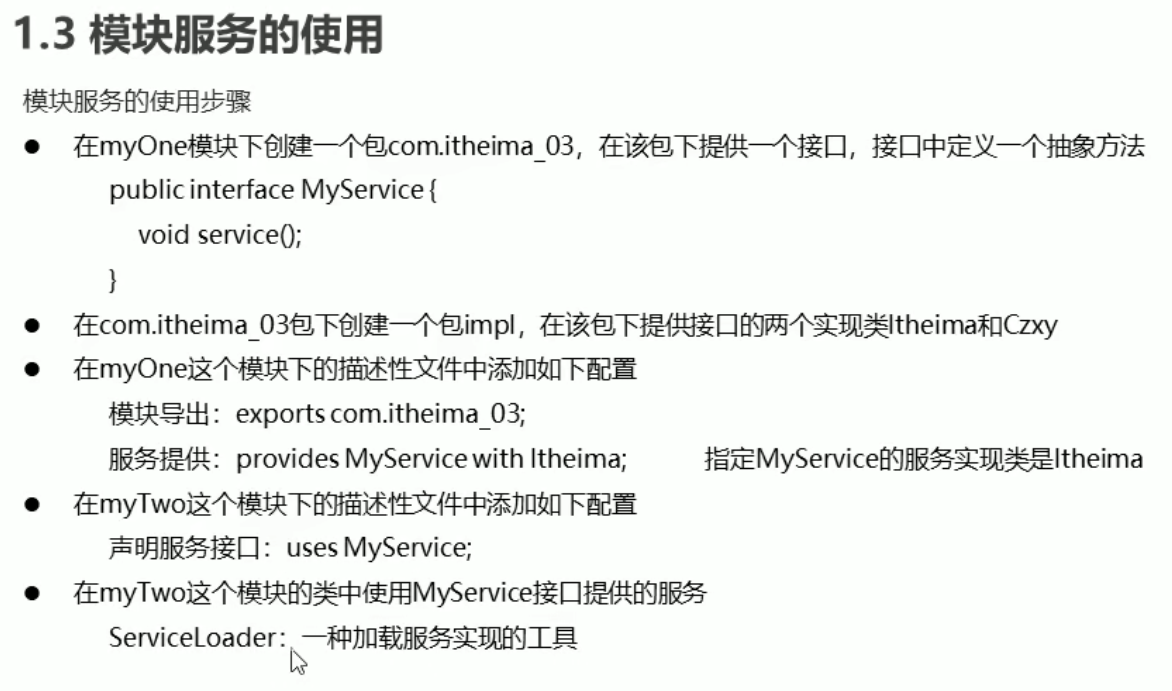 1.3 模块服务的使用
模块服务的使用步骤
● 在myOne模块下创建一个包com.itheima_03，在该包下提供一个接口，接口中定义一个抽象方法
public interface MyService {
void service();
}
● 在com.itheima_03包下创建一个包impl，在该包下提供接口的两个实现类Itheima和Czxy
● 在myOne这个模块下的描述性文件中添加如下配置
模块导出：exports com.itheima_03;
服务提供：provides MyService with Itheima; 指定MyService的服务实现类是Itheima
● 在myTwo这个模块下的描述性文件中添加如下配置
声明服务接口：uses MyService;
● 在myTwo这个模块的类中使用MyService接口提供的服务
ServiceLoader：一种加载服务实现的工具